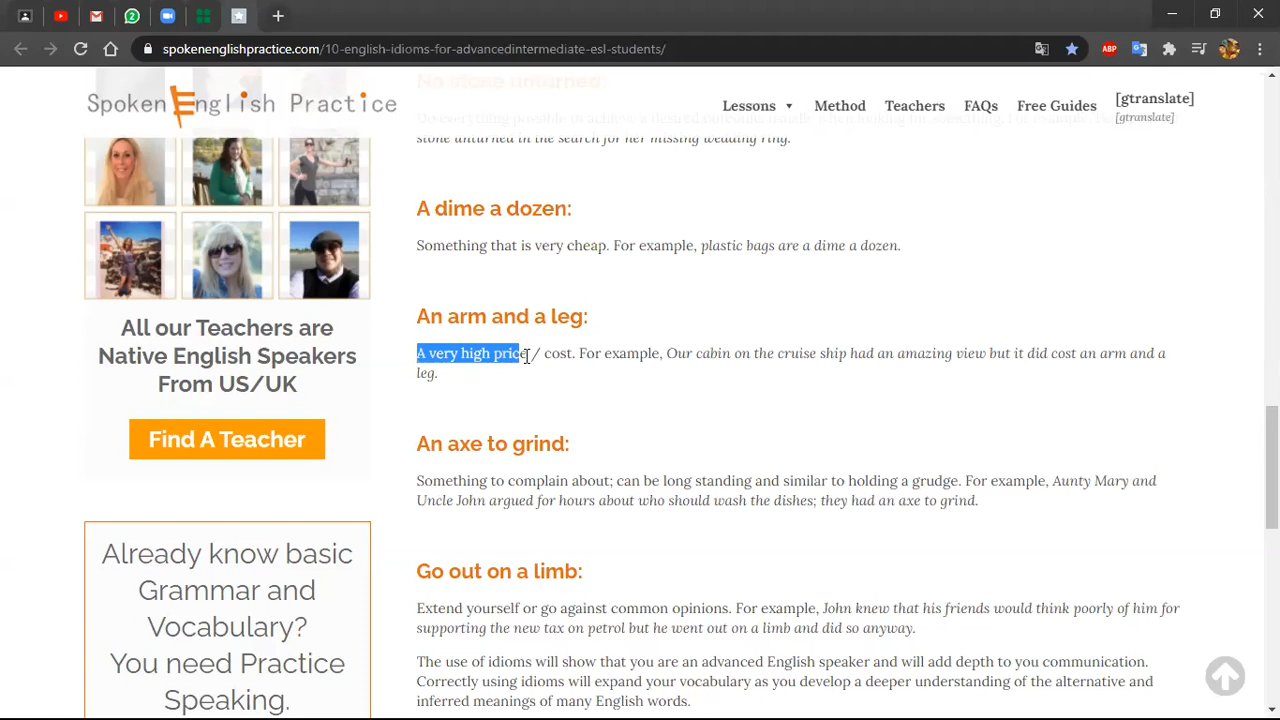 2
spokenenglishpractice.com/10-english-idioms-for-advancedintermediate-esl-students/
ABP
Spoken English Practice
Lessons
Method
Teachers
FAQs
Free Guides
[gtranslate]
[gtranslate]
All our Teachers are
Native English Speakers
From US/UK
Find A Teacher
Already know basic
Grammar and
Vocabulary?
You need Practice
Speaking.
No stone unturned:
stone unturned in the search for her missing wedding ring.
A dime a dozen:
Something that is very cheap. For example, plastic bags are a dime a dozen.
An arm and a leg:
A very high price / cost. For example, Our cabin on the cruise ship had an amazing view but it did cost an arm and a
leg.
An axe to grind:
Something to complain about; can be long standing and similar to holding a grudge. For example, Aunty Mary and
Uncle John argued for hours about who should wash the dishes; they had an axe to grind.
Go out on a limb:
Extend yourself or go against common opinions. For example, John knew that his friends would think poorly of him for
supporting the new tax on petrol but he went out on a limb and did so anyway.
The use of idioms will show that you are an advanced English speaker and will add depth to you communication.
Correctly using idioms will expand your vocabulary as you develop a deeper understanding of the alternative and
inferred meanings of many English words.